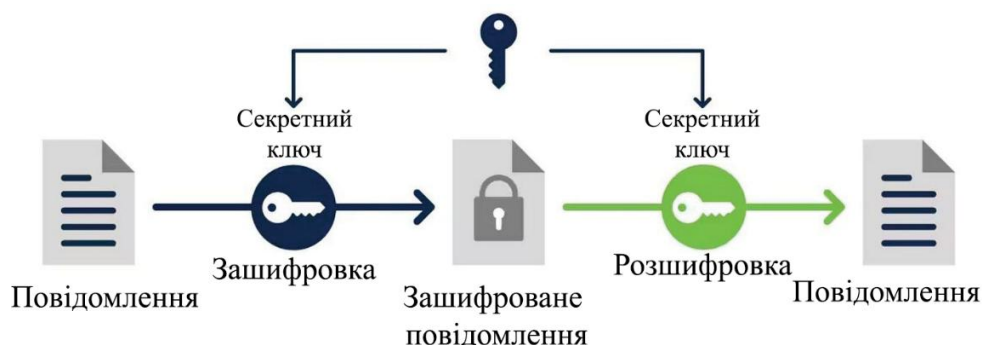 Секретний
ключ
Секретний
ключ
Зашифровка
Розшифровка
Повідомлення
Зашифроване
повідомлення
Повідомлення